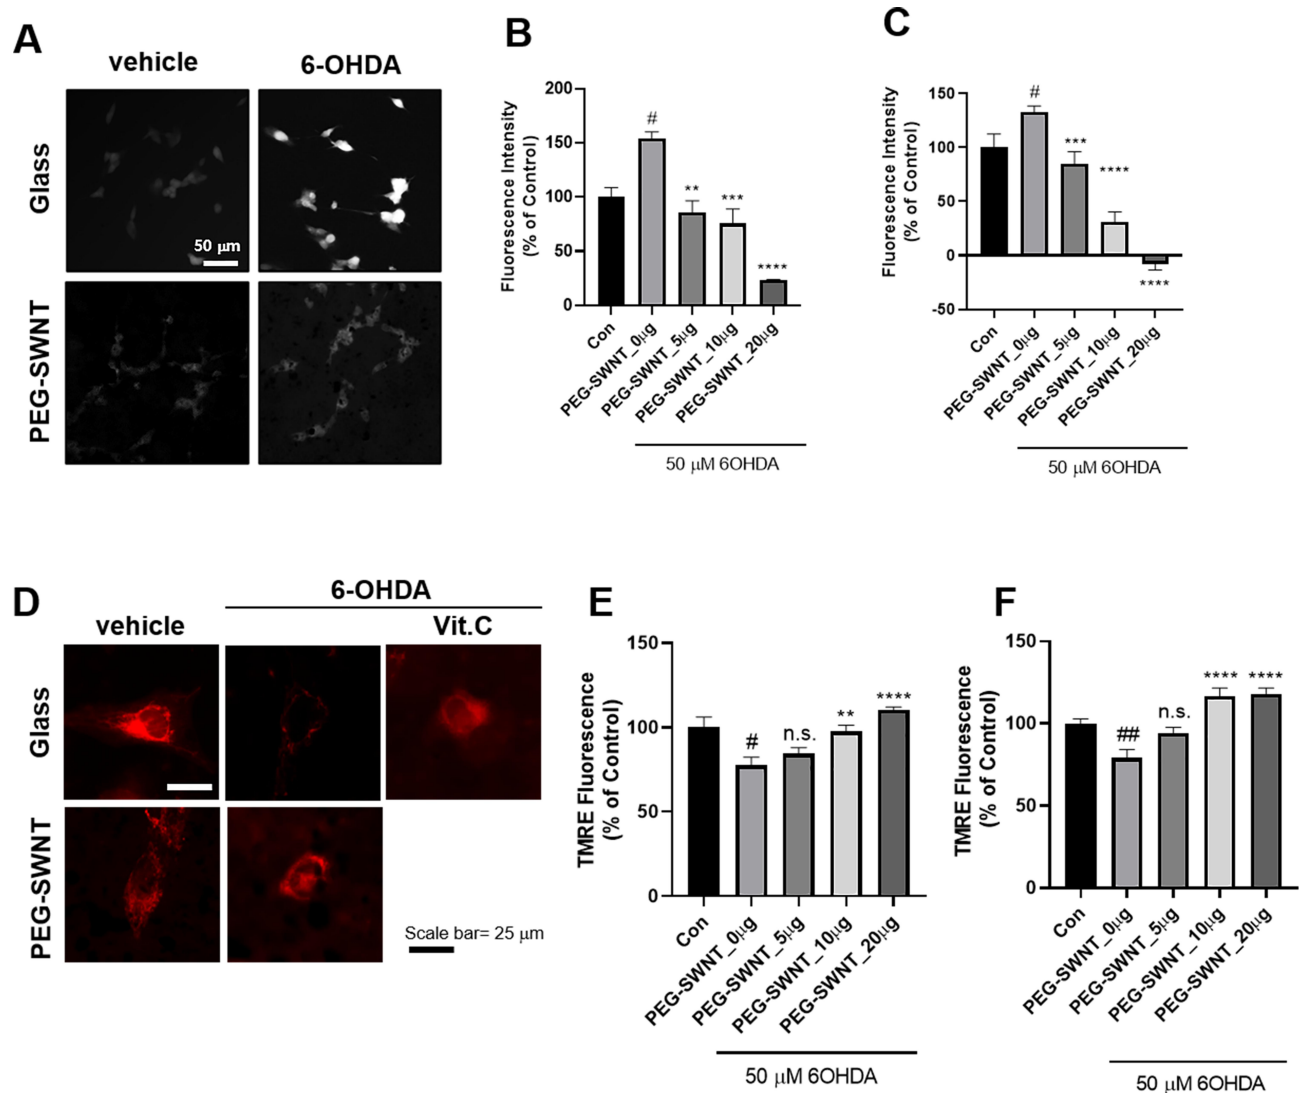 A
vehicle
6-OHDA
Glass
50 μm
PEG-SWNT
B
Fluorescence Intensity
(% of Control)
200
150
100
50
0
#
**
***
****
Con
PEG-SWNT_0μg
PEG-SWNT_5μg
PEG-SWNT_10μg
PEG-SWNT_20μg
50 μM 6OHDA
C
Fluorescence Intensity
(% of Control)
150
100
50
0
-50
#
***
****
****
Con
PEG-SWNT_0μg
PEG-SWNT_5μg
PEG-SWNT_10μg
PEG-SWNT_20μg
50 μM 6OHDA
D
6-OHDA
vehicle
Vit.C
Glass
PEG-SWNT
Scale bar= 25 μm
E
TMRE Fluorescence
(% of Control)
150
100
50
0
#
n.s.
**
****
Con
PEG-SWNT_0μg
PEG-SWNT_5μg
PEG-SWNT_10μg
PEG-SWNT_20μg
50 μM 6OHDA
F
TMRE Fluorescence
(% of Control)
150
100
50
0
##
n.s.
****
****
Con
PEG-SWNT_0μg
PEG-SWNT_5μg
PEG-SWNT_10μg
PEG-SWNT_20μg
50 μM 6OHDA